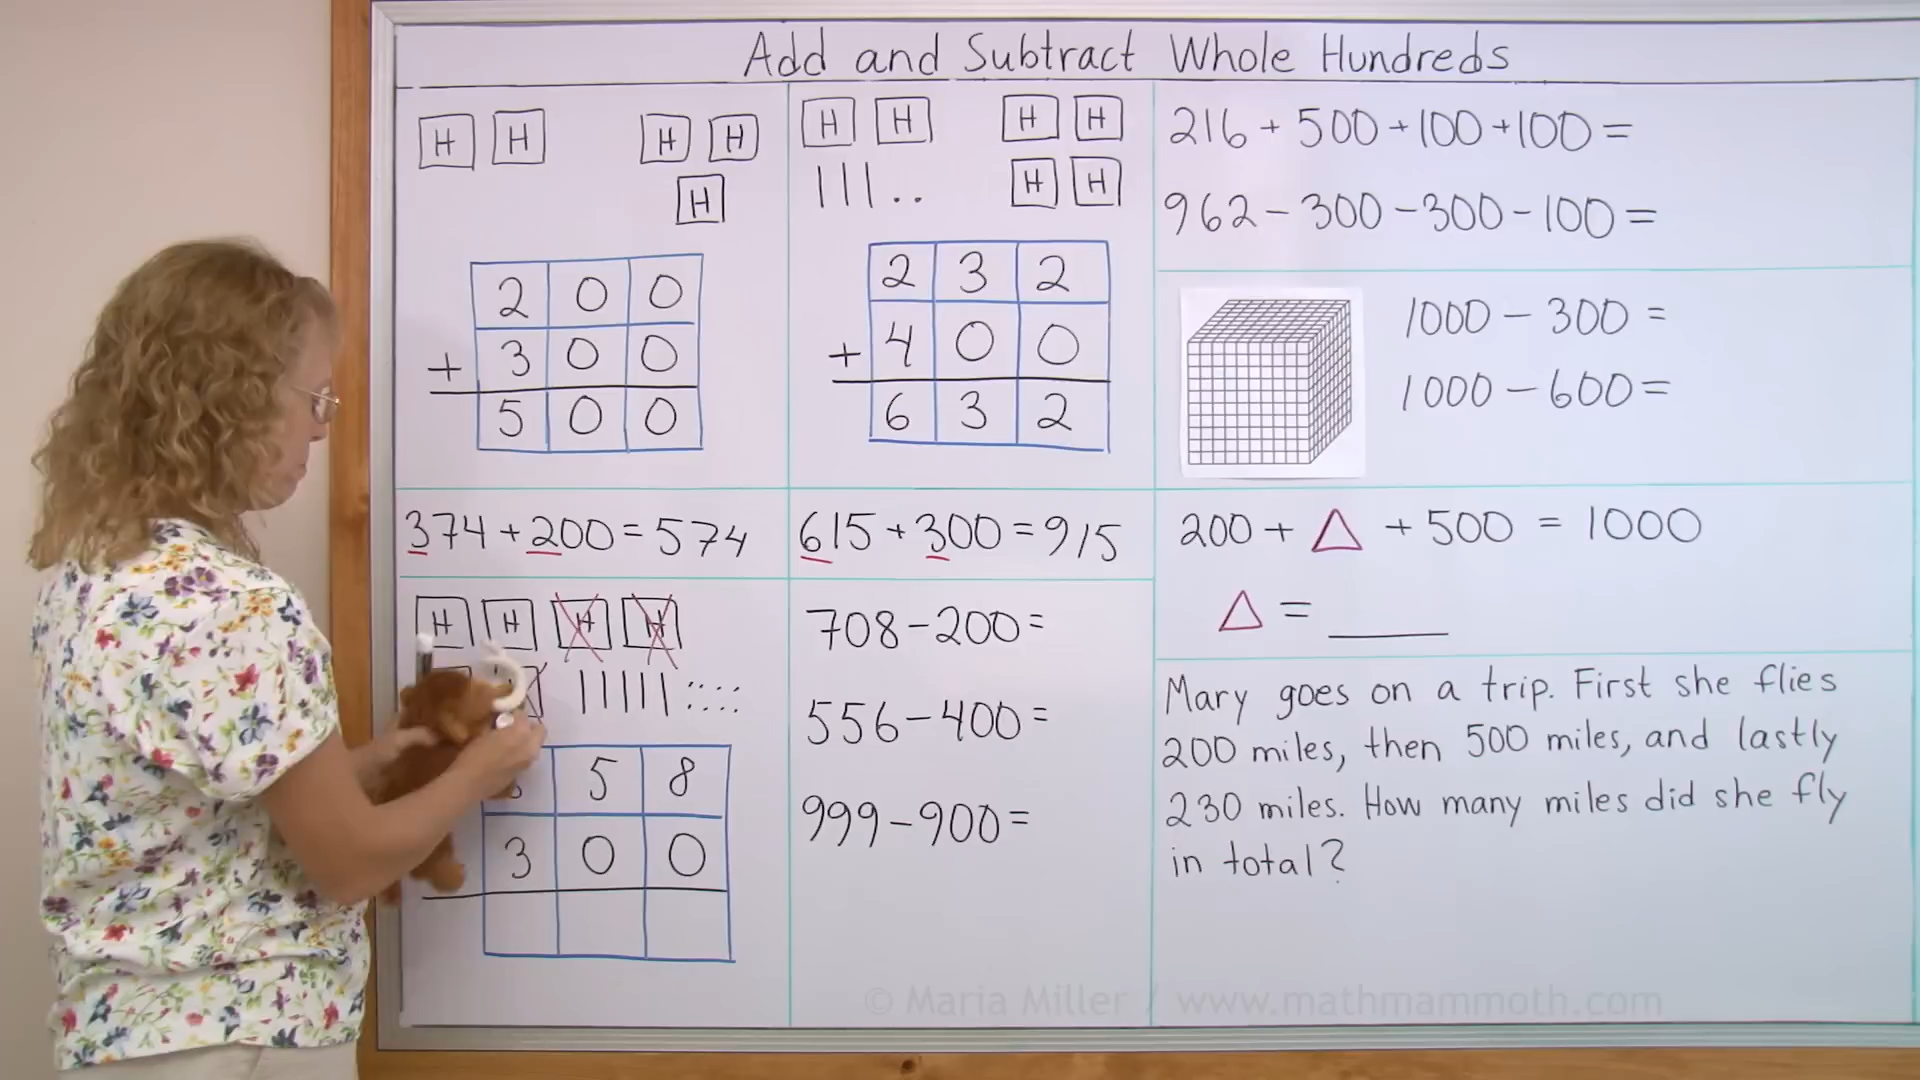 Add and Subtract Whole Hundreds
H H H H
H
2 0 0
+ 3 0 0
5 0 0
H H H H
H H
2 3 2
+ 4 0 0
6 3 2
374 + 200 = 574
615 + 300 = 915
H H H H
5 8
3 0 0
708 - 200 =
556 - 400 =
999 - 900 =
216 + 500 + 100 + 100 =
962 - 300 - 300 - 100 =
1000 - 300 =
1000 - 600 =
200 + △ + 500 = 1000
△ = ______
Mary goes on a trip. First she flies
200 miles, then 500 miles, and lastly
230 miles. How many miles did she fly
in total?
© Maria Miller / www.mathmammoth.com